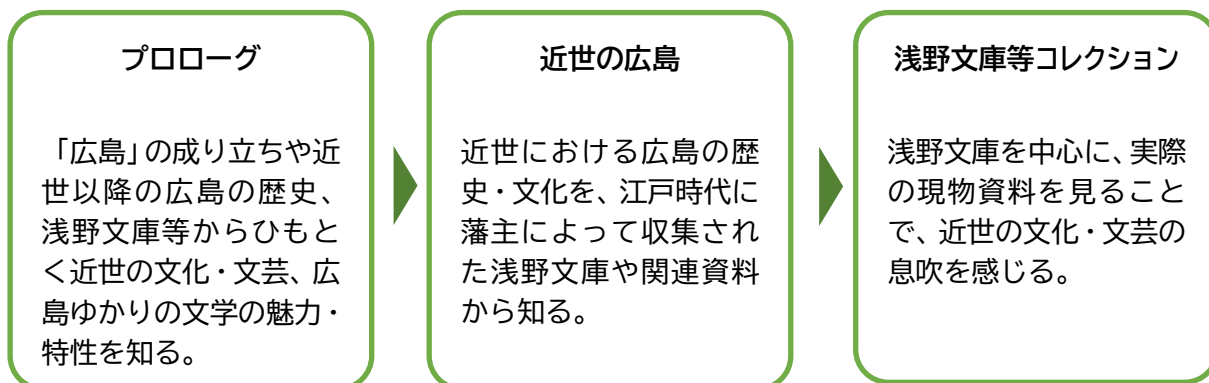 プロローグ
「広島」の成り立ちや近
世以降の広島の歴史、
浅野文庫等からひもと
く近世の文化・文芸、広
島ゆかりの文学の魅力・
特性を知る。
近世の広島
近世における広島の歴
史・文化を、江戸時代に
藩主によって収集され
た浅野文庫や関連資料
から知る。
浅野文庫等コレクション
浅野文庫を中心に、実際
の現物資料を見ること
で、近世の文化・文芸の
息吹を感じる。